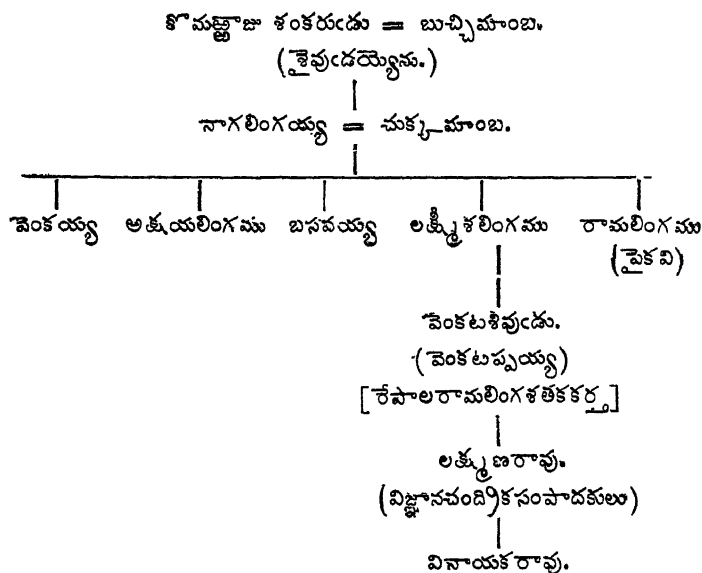 కొమఱ్ఱాజు శంకరుఁడు = బుచ్చిమాంబ.
(శైవుఁడయ్యెను.)
నాగలింగయ్య = చుక్కమాంబ.
వెంకయ్య అక్షయలింగము బసవయ్య లక్ష్మీశలింగము రామలింగము
(పైకవి)
వెంకటశివుఁడు.
(వెంకటప్పయ్య)
[రేపాలరామలింగశతకకర్త]
లక్ష్మణరావు.
(విజ్ఞానచంద్రికసంపాదకులు)
వినాయకరావు.